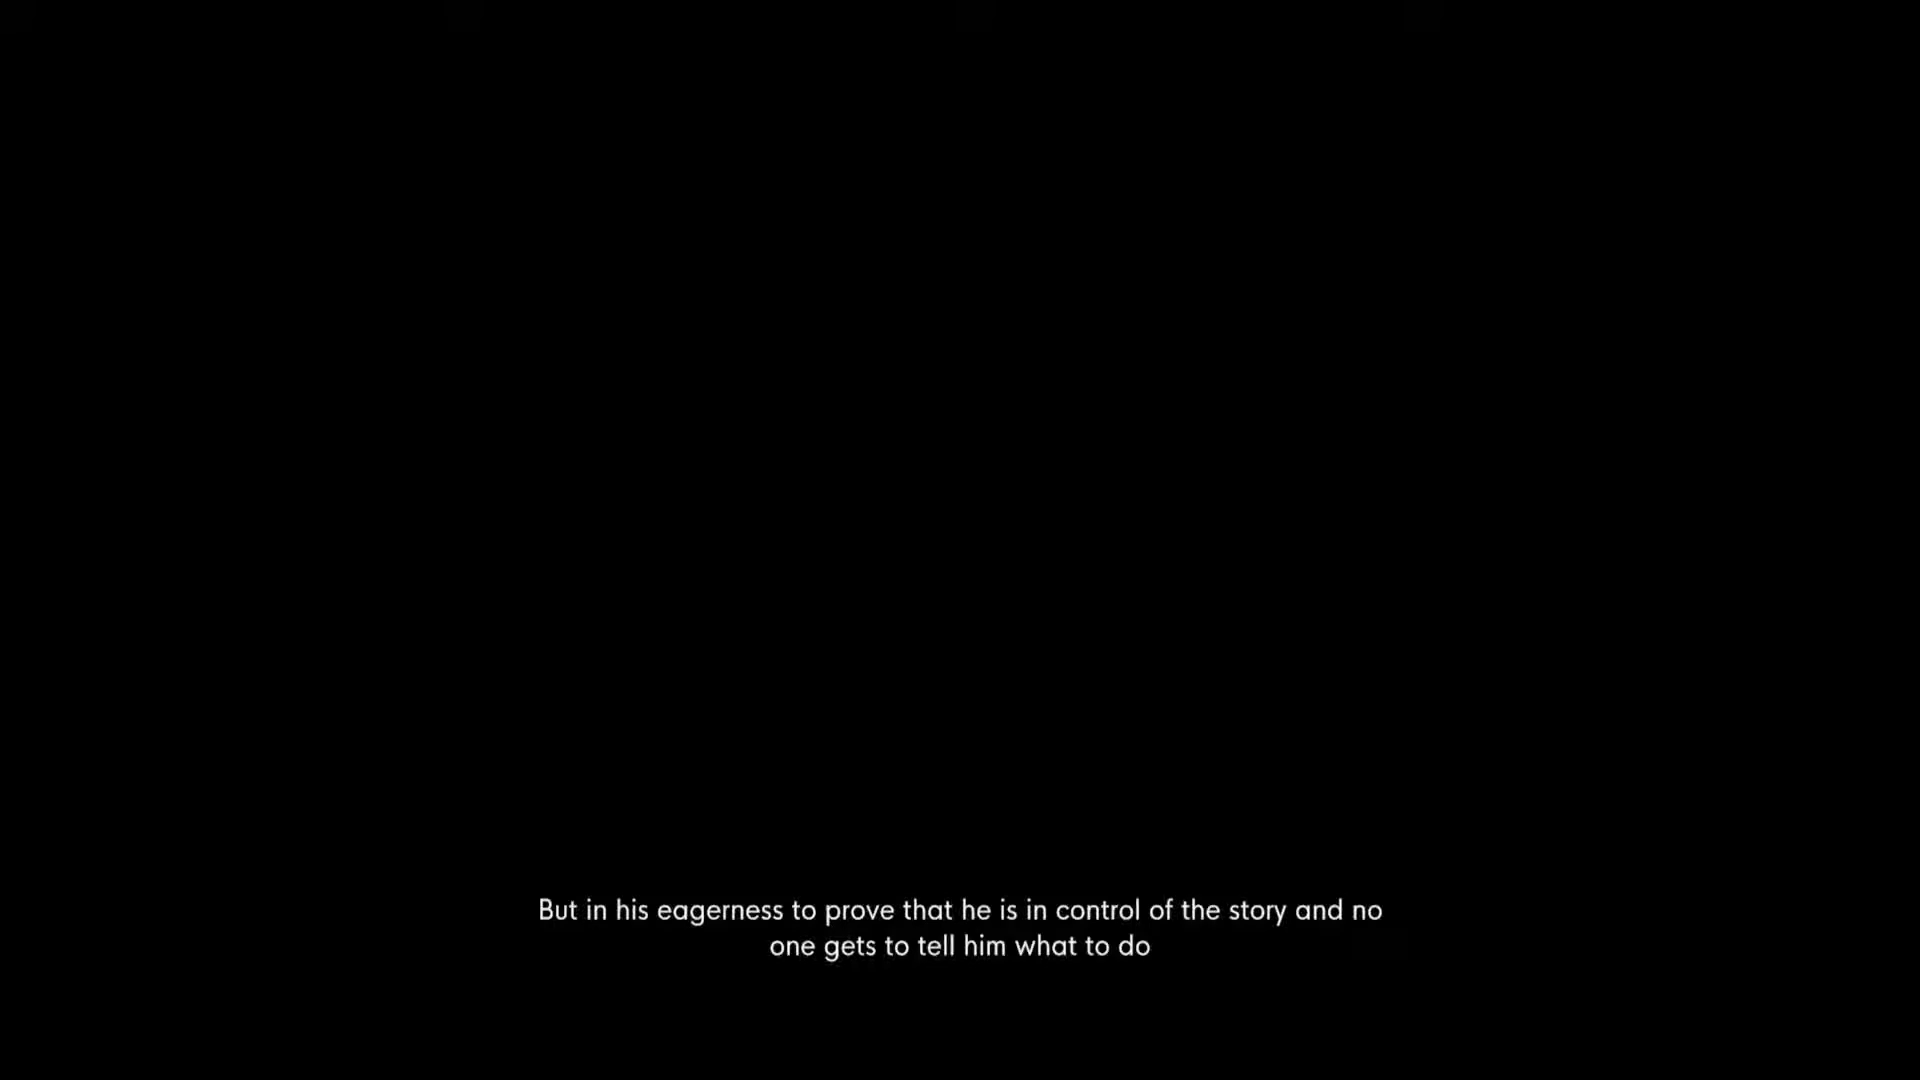 But in his eagerness to prove that he is in control of the story and no
one gets to tell him what to do